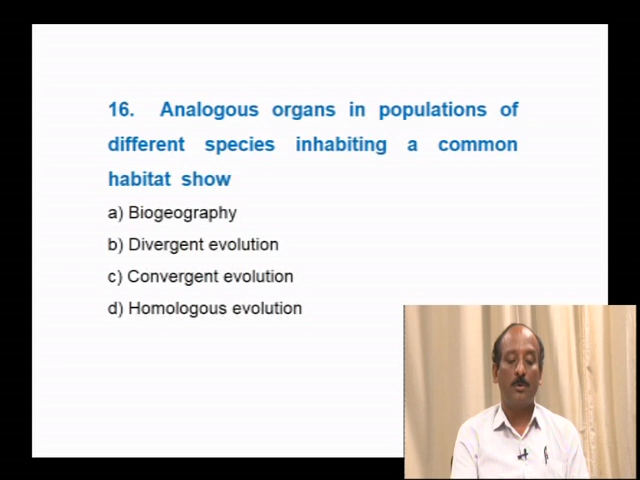 16. Analogous organs in populations of
different species inhabiting a common
habitat show
a) Biogeography
b) Divergent evolution
c) Convergent evolution
d) Homologous evolution